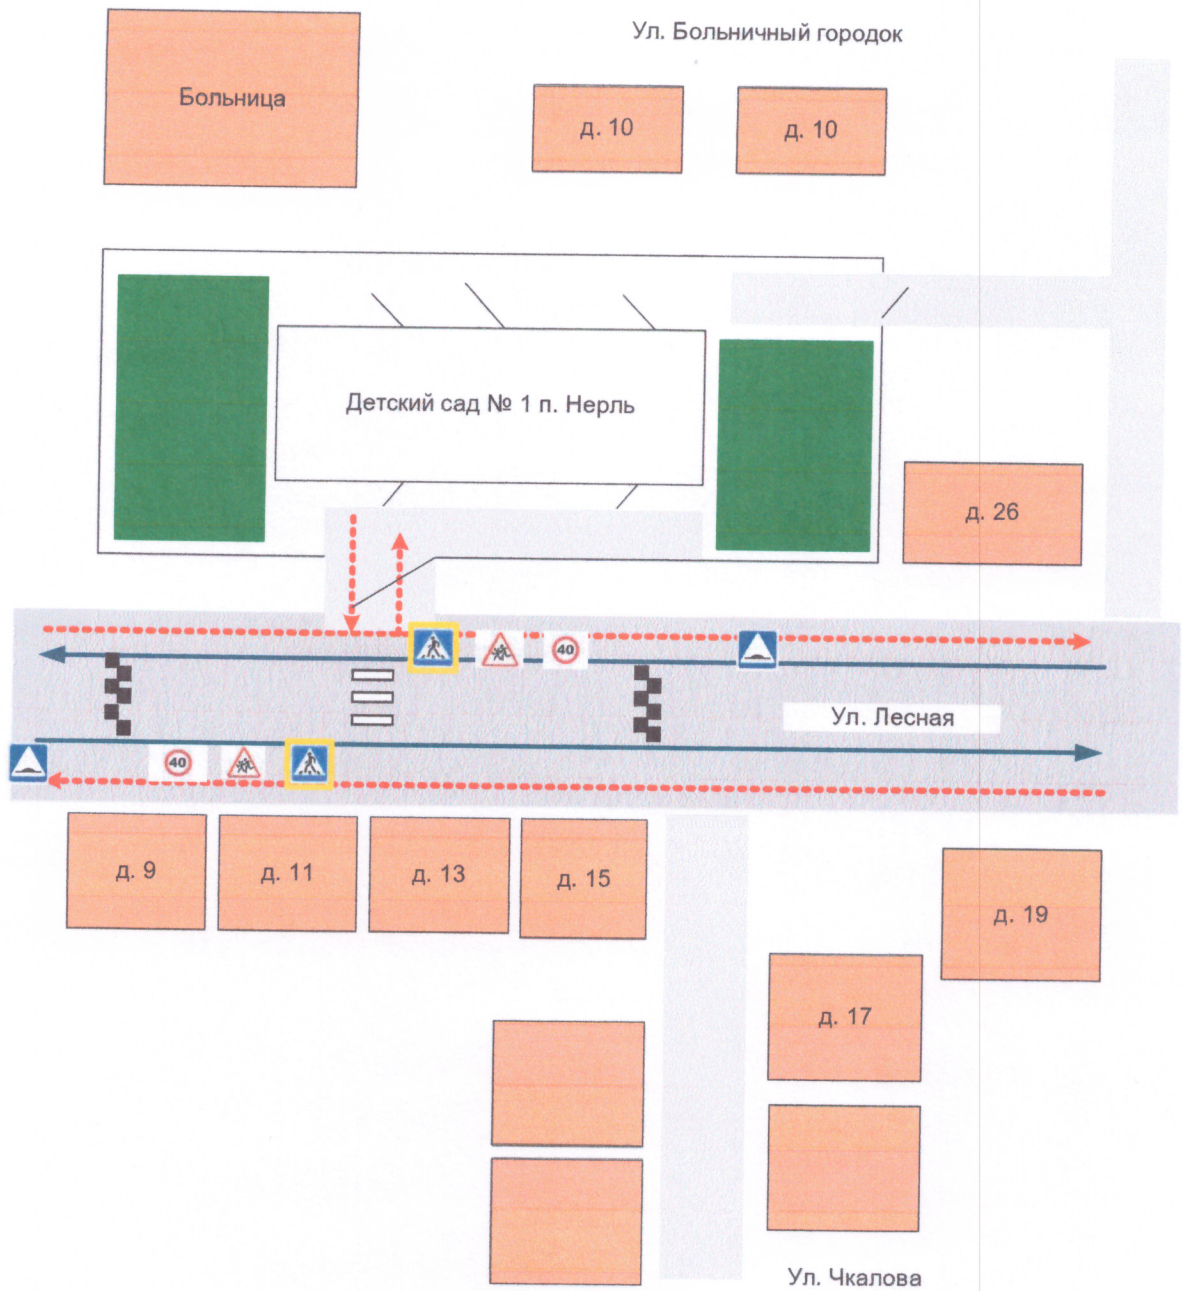 Ул. Больничный городок
Больница
д. 10
д. 10
Детский сад № 1 п. Нерль
д. 26
40
Ул. Лесная
40
д. 9
д. 11
д. 13
д. 15
д. 19
д. 17
Ул. Чкалова